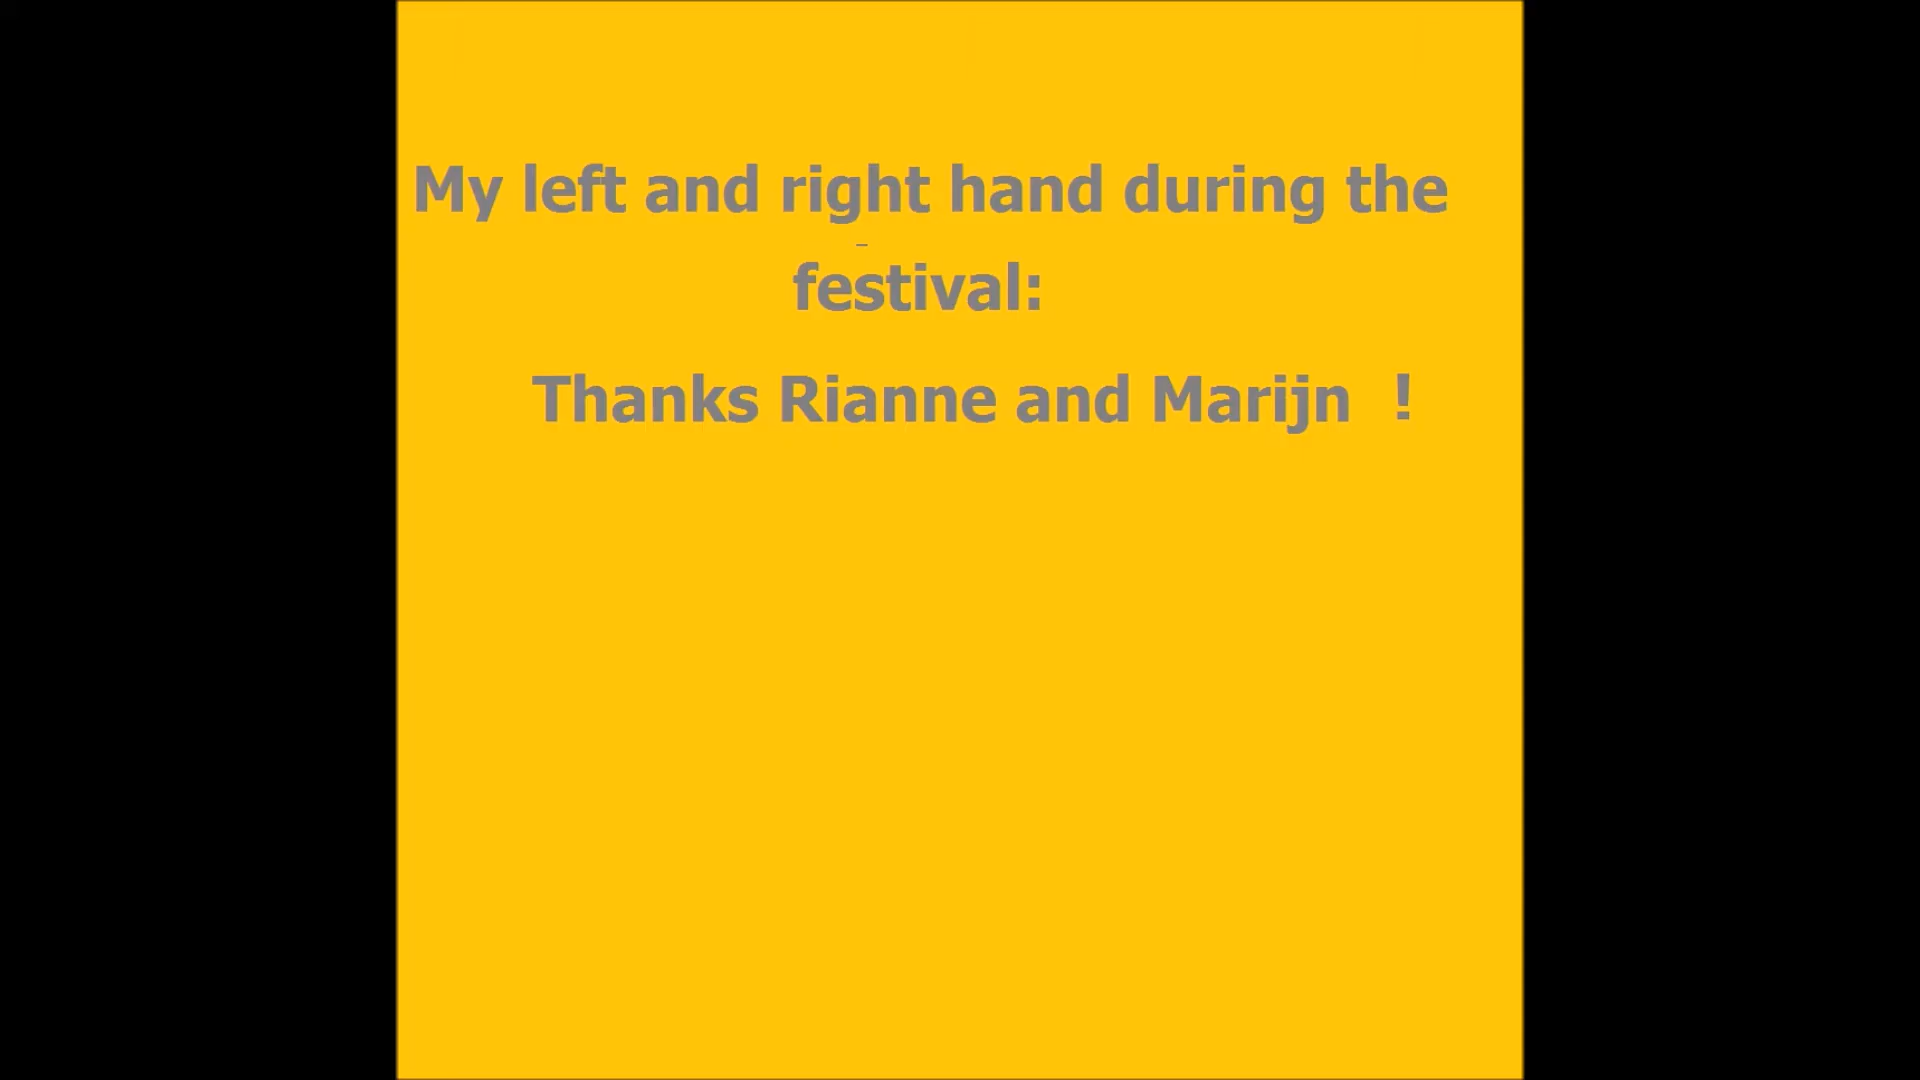 My left and right hand during the
festival:
Thanks Rianne and Marijn !